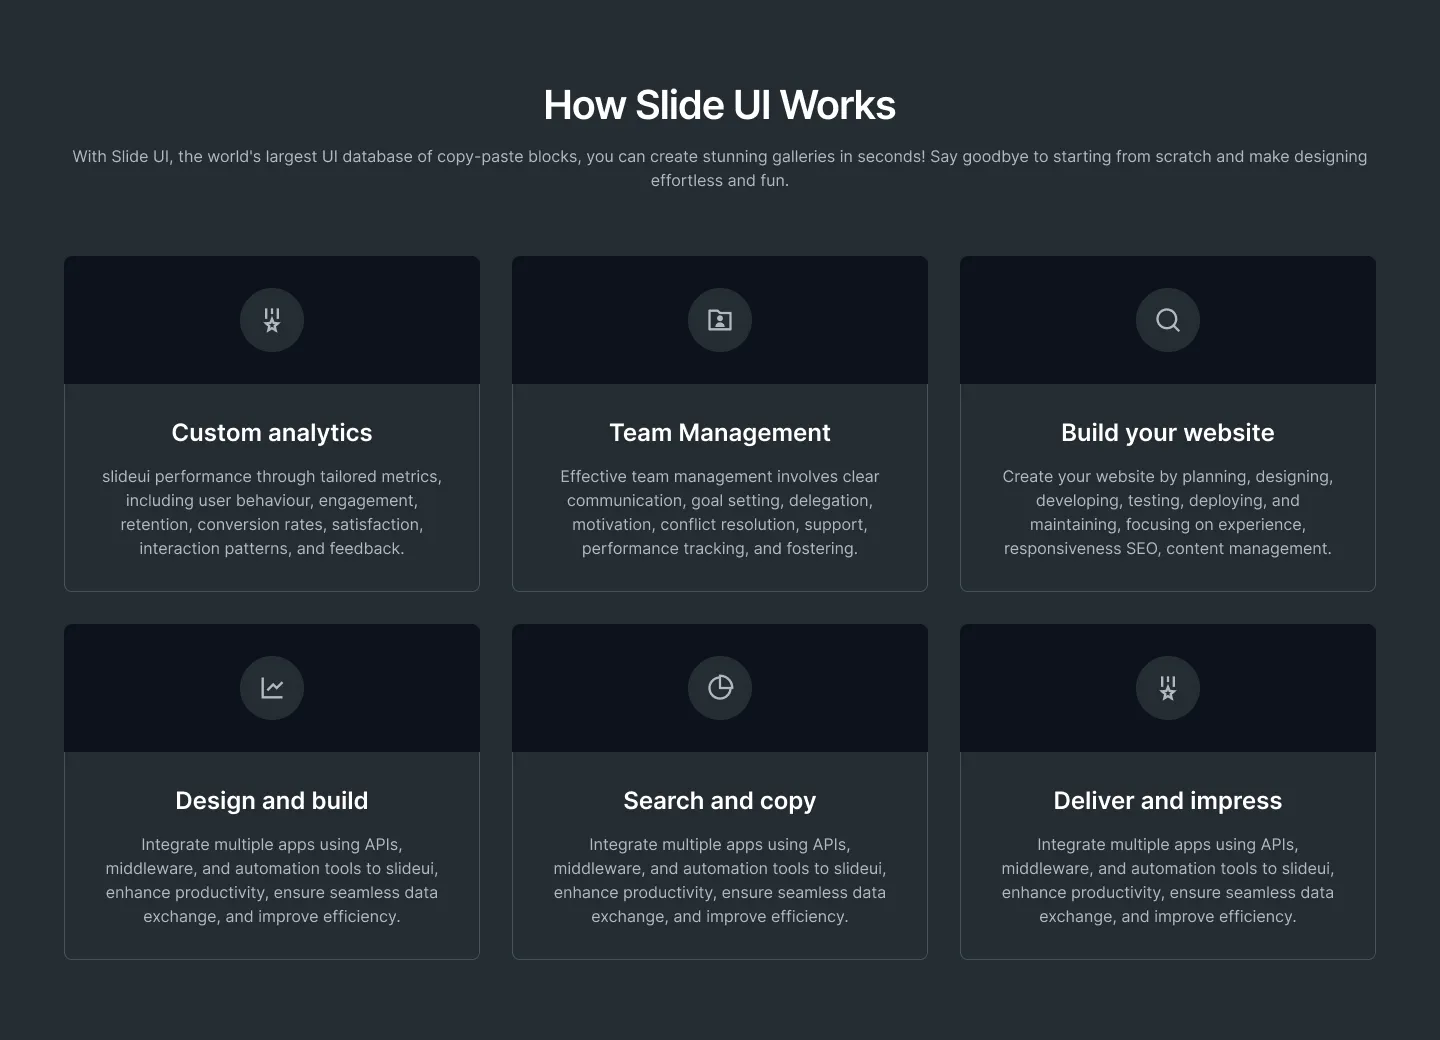 How Slide UI Works
With Slide UI, the world's largest UI database of copy-paste blocks, you can create stunning galleries in seconds! Say goodbye to starting from scratch and make designing
effortless and fun.
Custom analytics
slideui performance through tailored metrics,
including user behaviour, engagement,
retention, conversion rates, satisfaction,
interaction patterns, and feedback.
Team Management
Effective team management involves clear
communication, goal setting, delegation,
motivation, conflict resolution, support,
performance tracking, and fostering.
Build your website
Create your website by planning, designing,
developing, testing, deploying, and
maintaining, focusing on experience,
responsiveness SEO, content management.
Design and build
Integrate multiple apps using APIs,
middleware, and automation tools to slideui,
enhance productivity, ensure seamless data
exchange, and improve efficiency.
Search and copy
Integrate multiple apps using APIs,
middleware, and automation tools to slideui,
enhance productivity, ensure seamless data
exchange, and improve efficiency.
Deliver and impress
Integrate multiple apps using APIs,
middleware, and automation tools to slideui,
enhance productivity, ensure seamless data
exchange, and improve efficiency.